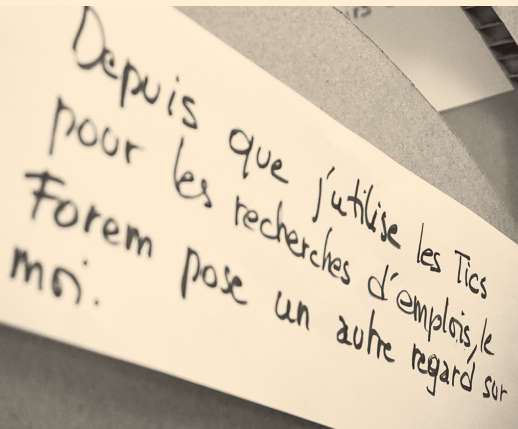 Depuis que j'utilise les Tics
pour les recherches d'emplois, le
Forem pose un autre regard sur
moi.